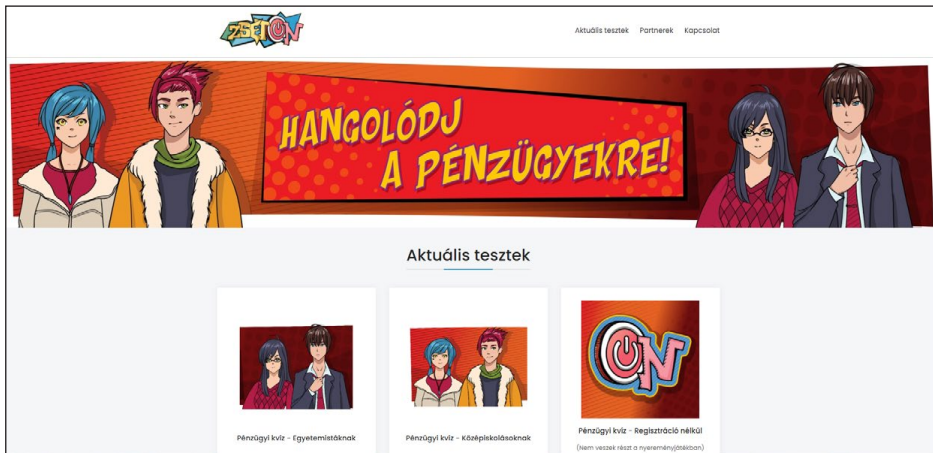 ZSETON
Aktuális tesztek Partnerek Kapcsolat
HANGOLÓDJ
A PÉNZÜGYEKRE!
Aktuális tesztek
ON
Pénzügyi kvíz - Egyetemistáknak
Pénzügyi kvíz - Középiskolásoknak
Pénzügyi kvíz - Regisztráció nélkül
(Nem veszek részt a nyereményjátékban)